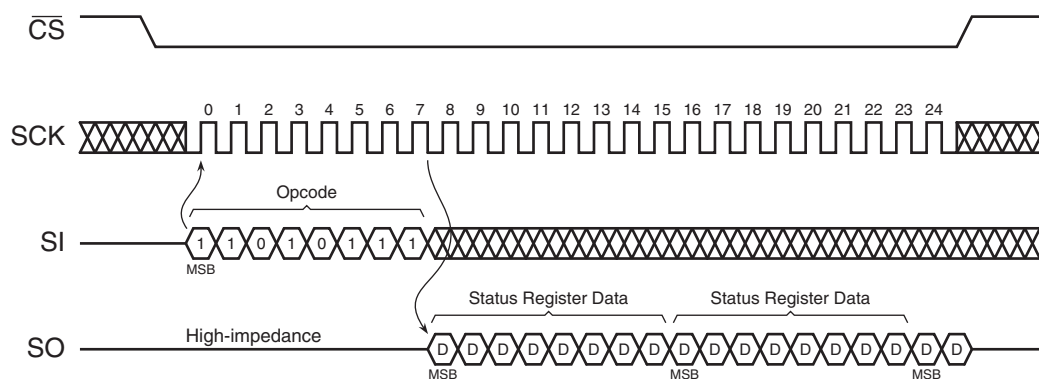 CS
SCK 0 1 2 3 4 5 6 7 8 9 10 11 12 13 14 15 16 17 18 19 20 21 22 23 24
Opcode
SI 1 1 0 1 0 1 1 1
MSB
Status Register Data Status Register Data
High-impedance
SO D D D D D D D D D D D D D D D D D D
MSB MSB MSB